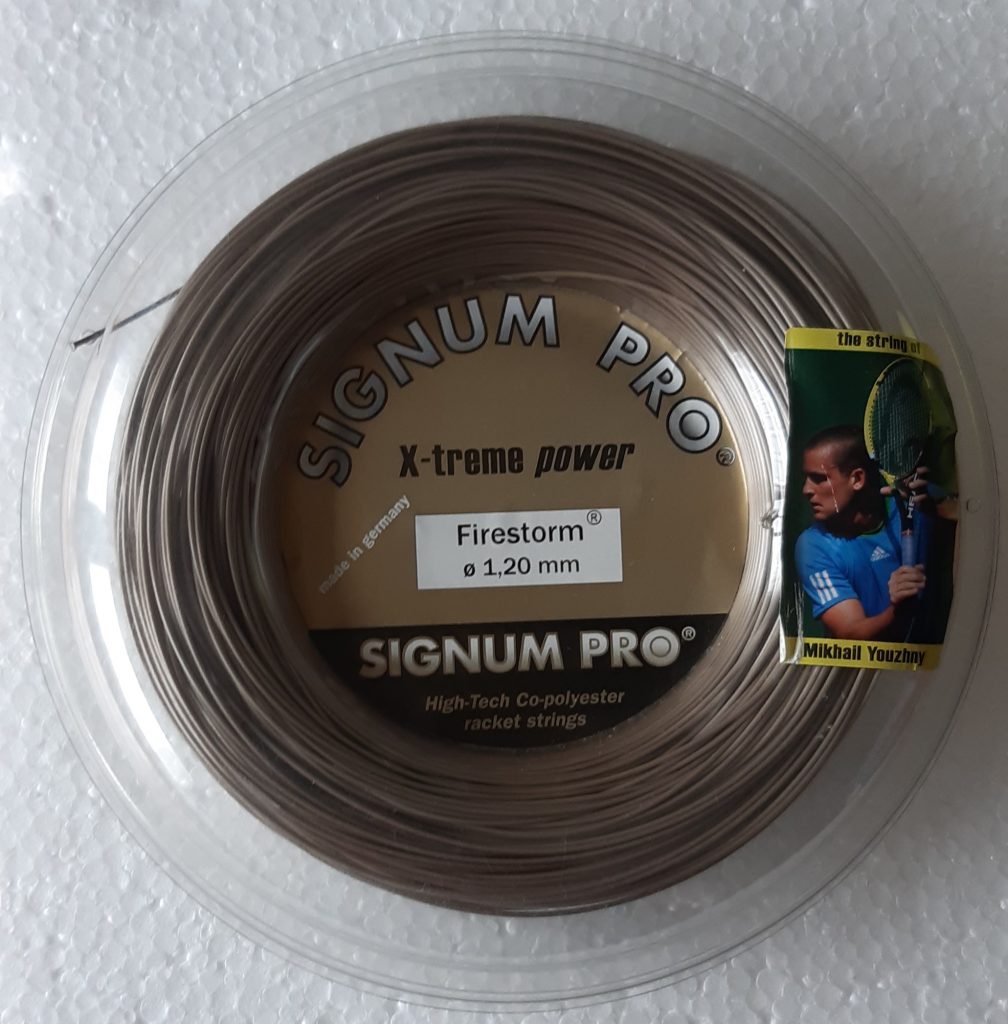 SIGNUM PRO®
X-treme power
made in germany
Firestorm®
ø 1,20 mm
SIGNUM PRO®
High-Tech Co-polyester
racket strings
the string of
adidas
Mikhail Youzhny